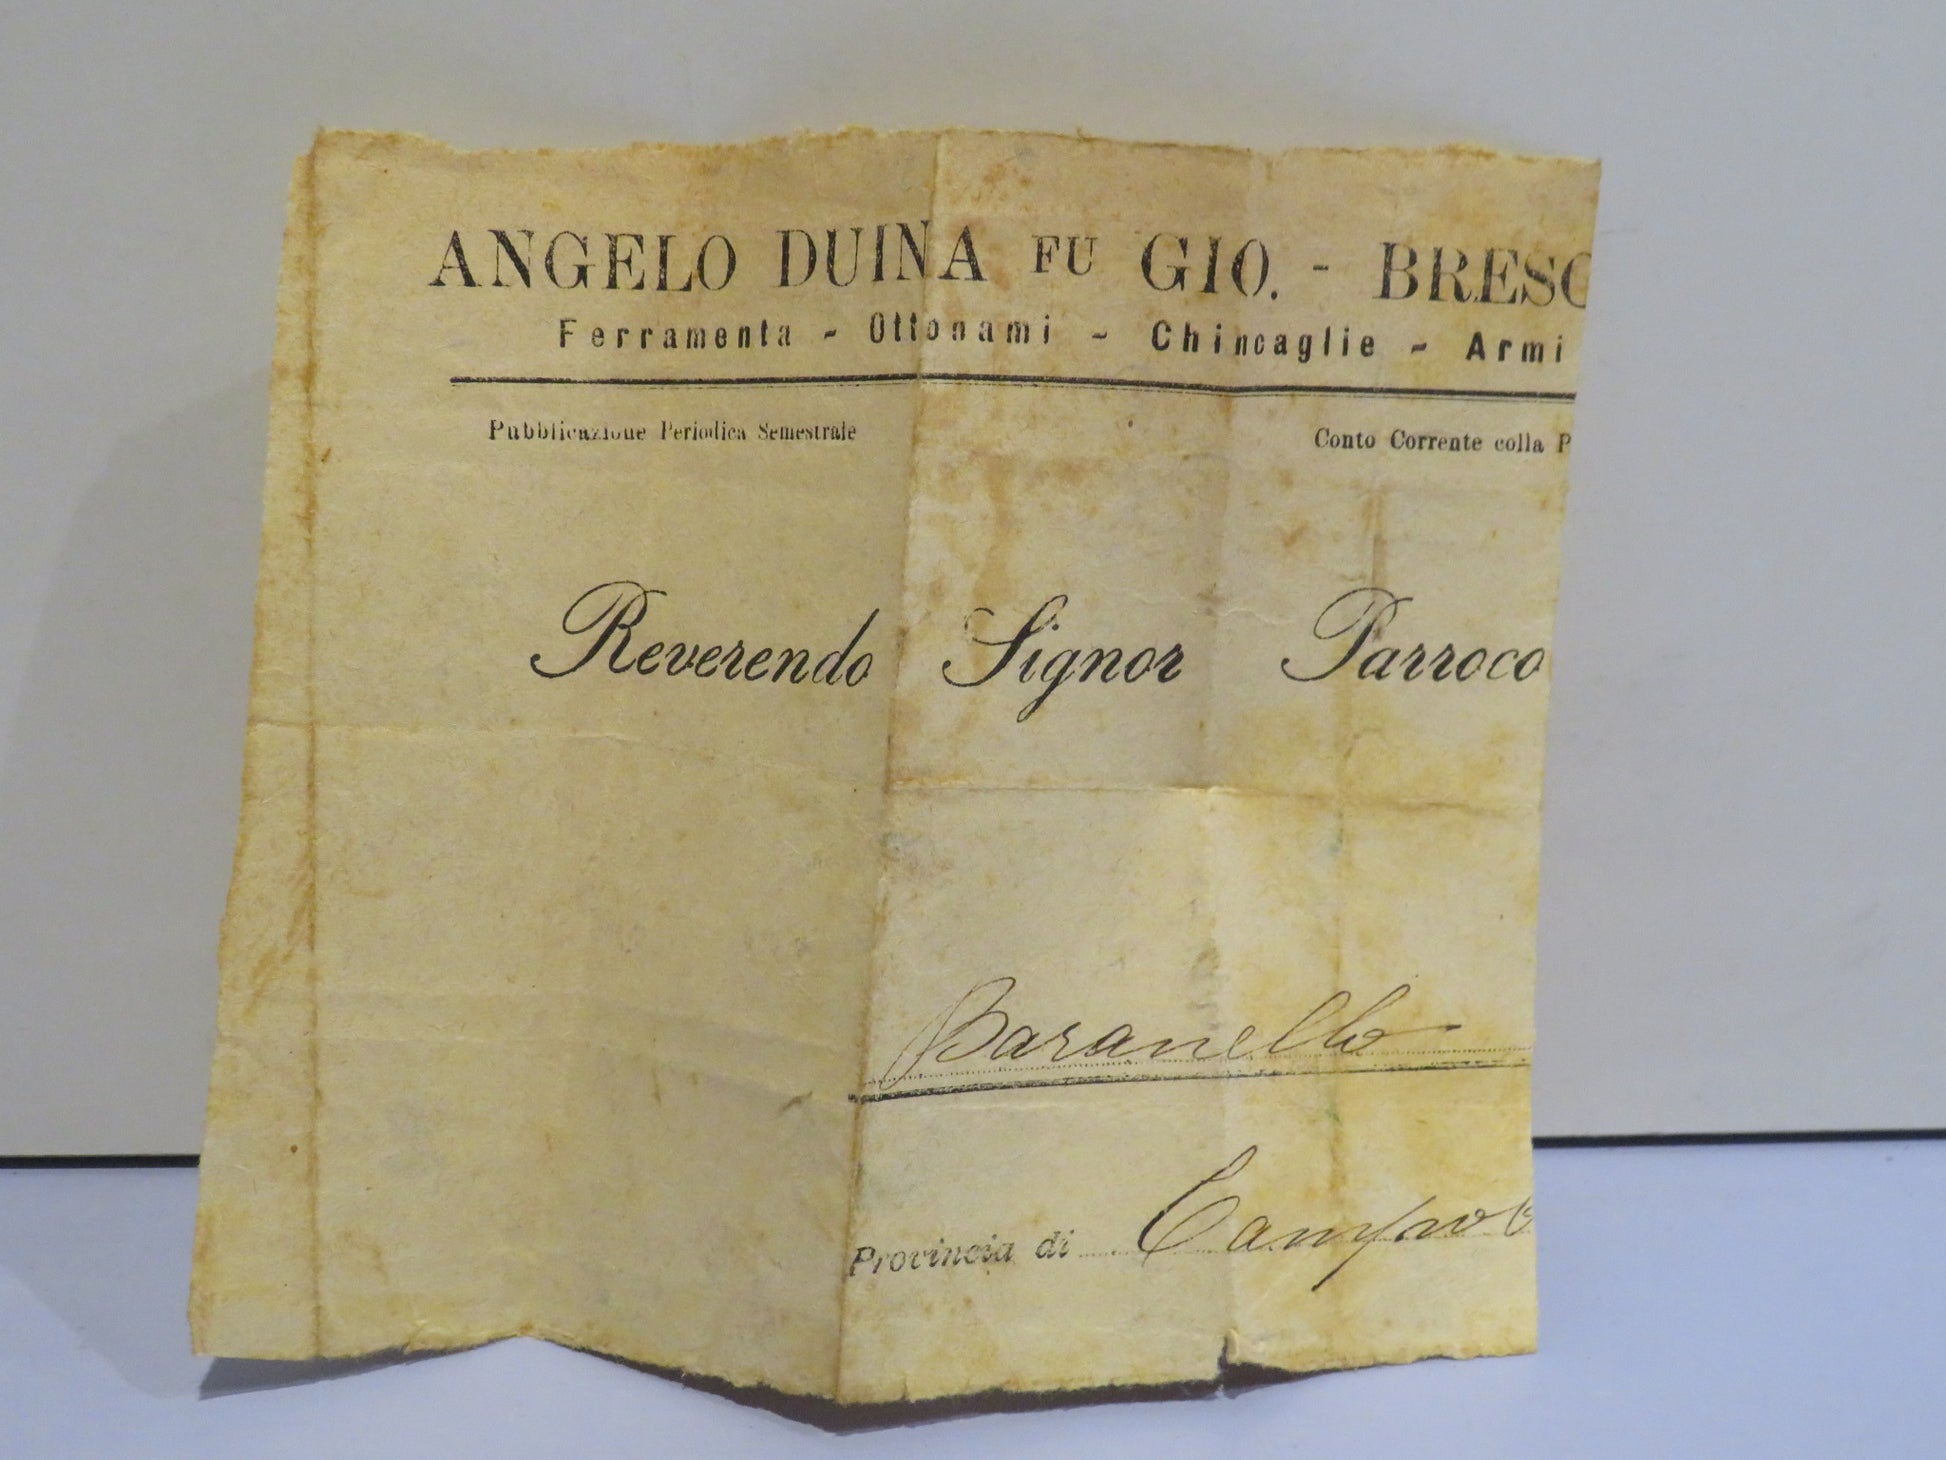 ANGELO DUINA FU GIO. - BRESC
Ferramenta - Ottonami - Chincaglie - Armi
Pubblicazione Periodica Semestrale
Conto Corrente colla P
Reverendo Signor Parroco
Baranello
Provincia di Campob